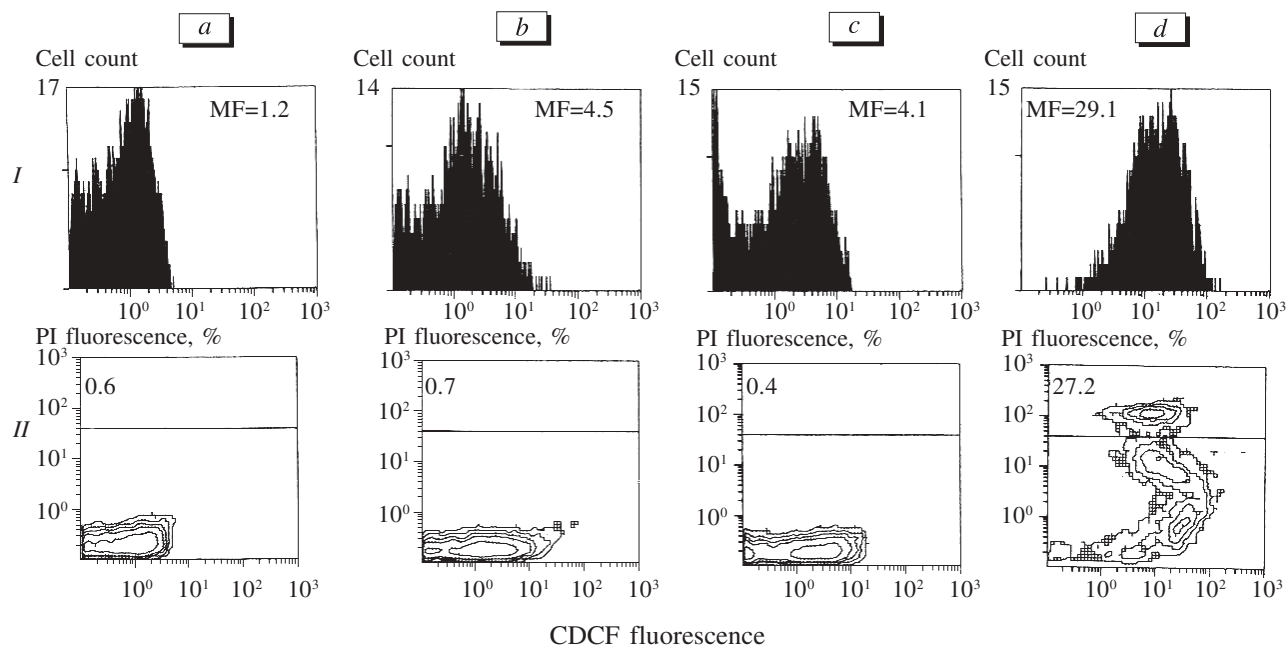 a b c d
Cell count Cell count Cell count Cell count
17 14 15 15
MF=1.2 MF=4.5 MF=4.1 MF=29.1
I
10⁰ 10¹ 10² 10³ 10⁰ 10¹ 10² 10³ 10⁰ 10¹ 10² 10³ 10⁰ 10¹ 10² 10³
PI fluorescence, % PI fluorescence, % PI fluorescence, % PI fluorescence, %
10³ 10³ 10³ 10³
0.6 0.7 0.4 27.2
10² 10² 10² 10²
II
10¹ 10¹ 10¹ 10¹
10⁰ 10⁰ 10⁰ 10⁰
10⁰ 10¹ 10² 10³ 10⁰ 10¹ 10² 10³ 10⁰ 10¹ 10² 10³ 10⁰ 10¹ 10² 10³
CDCF fluorescence